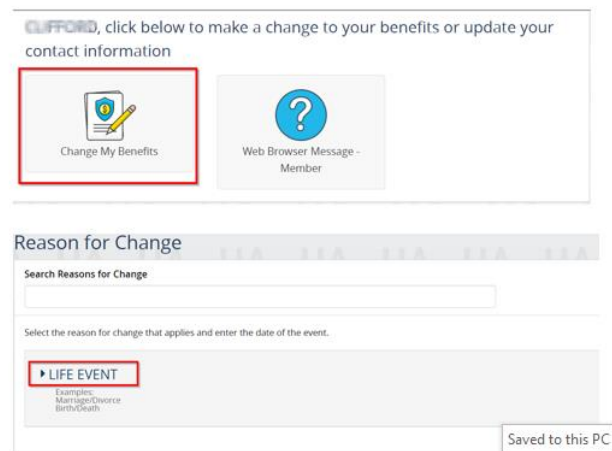 , click below to make a change to your benefits or update your
contact information
Change My Benefits
Web Browser Message -
Member
Reason for Change
Search Reasons for Change
Select the reason for change that applies and enter the date of the event.
LIFE EVENT
Examples:
Marriage/Divorce
Birth/Death
Saved to this PC